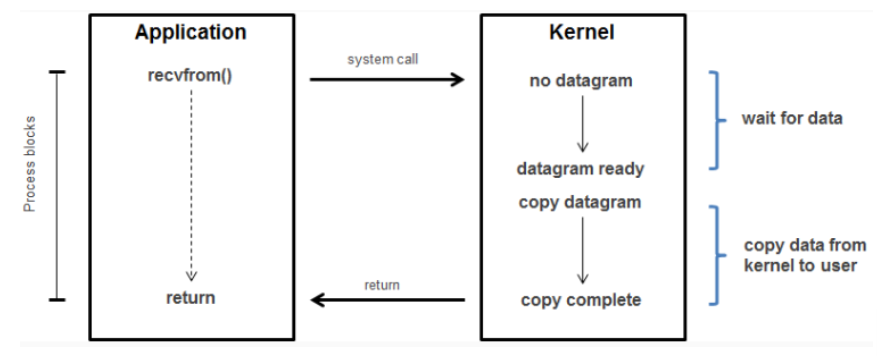 Application
Kernel
recvfrom()
system call
no datagram
wait for data
Process blocks
datagram ready
copy datagram
copy data from
kernel to user
return
return
copy complete